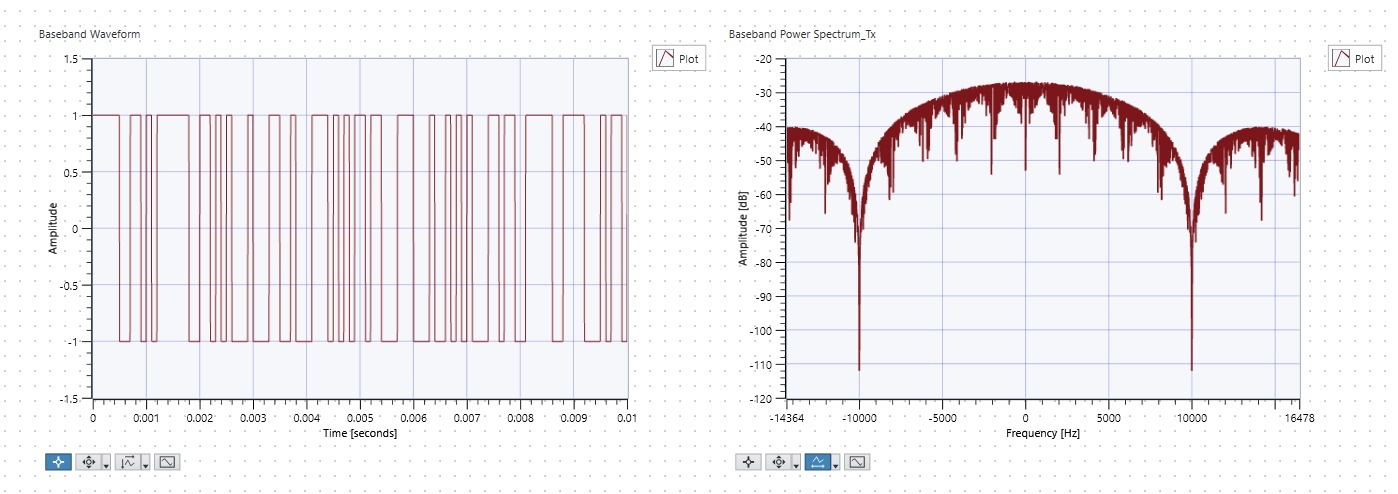 Baseband Waveform
Plot
1.5
1
0.5
0
-0.5
-1
-1.5
Amplitude
0 0.001 0.002 0.003 0.004 0.005 0.006 0.007 0.008 0.009 0.01
Time [seconds]
Baseband Power Spectrum_Tx
Plot
-20
-30
-40
-50
-60
-70
-80
-90
-100
-110
-120
Amplitude [dB]
-14364 -10000 -5000 0 5000 10000 16478
Frequency [Hz]